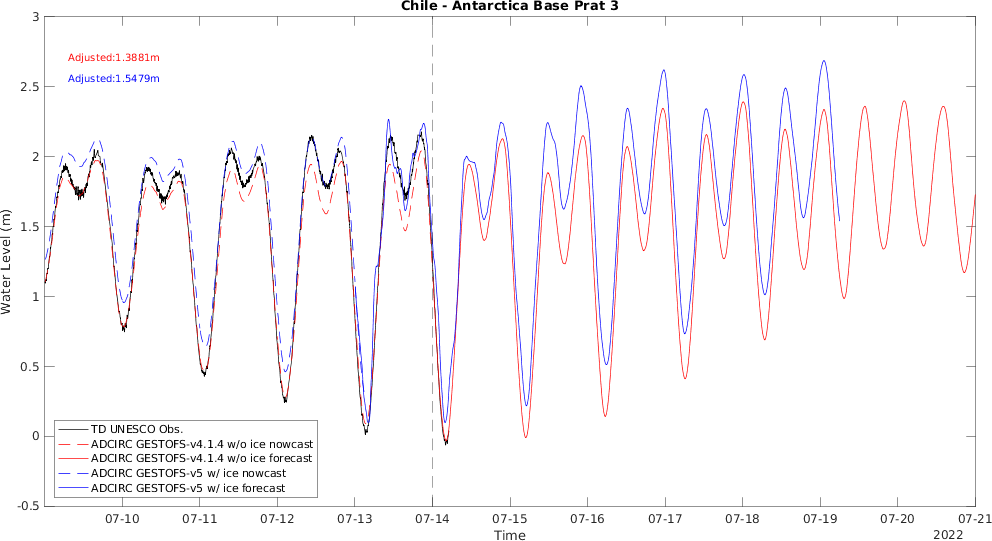 Chile - Antarctica Base Prat 3
3
2.5
2
1.5
1
0.5
0
-0.5
Water Level (m)
Adjusted:1.3881m
Adjusted:1.5479m
TD UNESCO Obs.
ADCIRC GESTOFS-v4.1.4 w/o ice nowcast
ADCIRC GESTOFS-v4.1.4 w/o ice forecast
ADCIRC GESTOFS-v5 w/ ice nowcast
ADCIRC GESTOFS-v5 w/ ice forecast
07-10 07-11 07-12 07-13 07-14 07-15 07-16 07-17 07-18 07-19 07-20 07-21
Time
2022